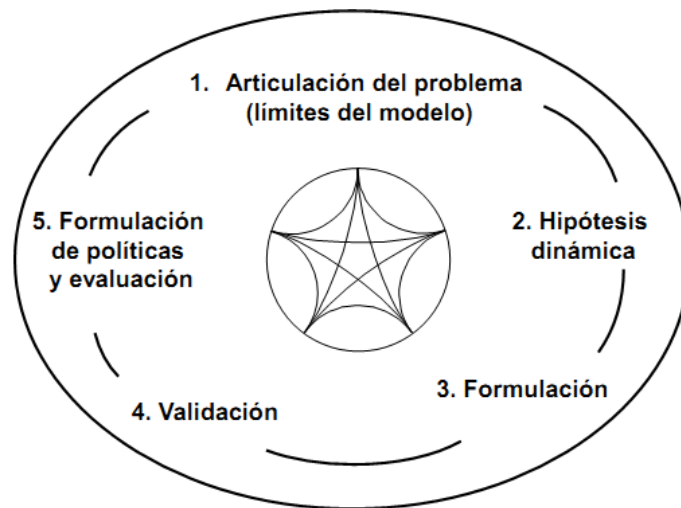 1. Articulación del problema
(límites del modelo)
2. Hipótesis
dinámica
3. Formulación
4. Validación
5. Formulación
de políticas
y evaluación